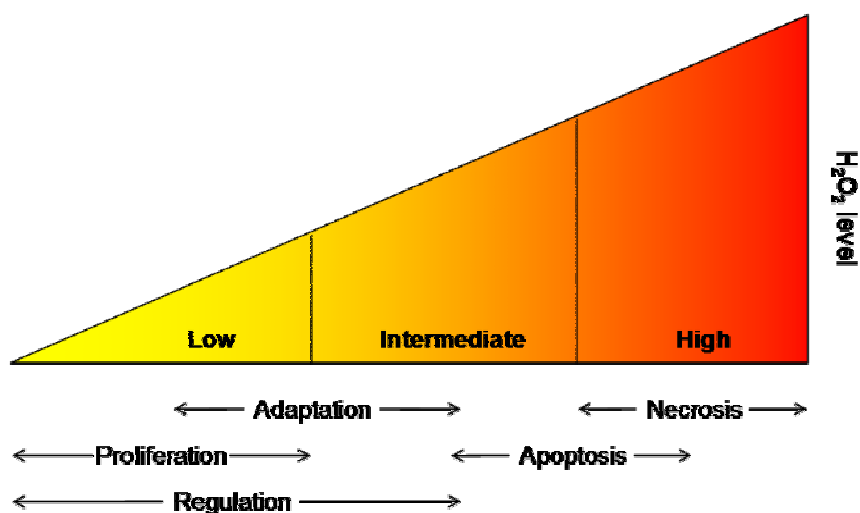 H₂O₂ level
Low Intermediate High
Adaptation Necrosis
Proliferation Apoptosis
Regulation